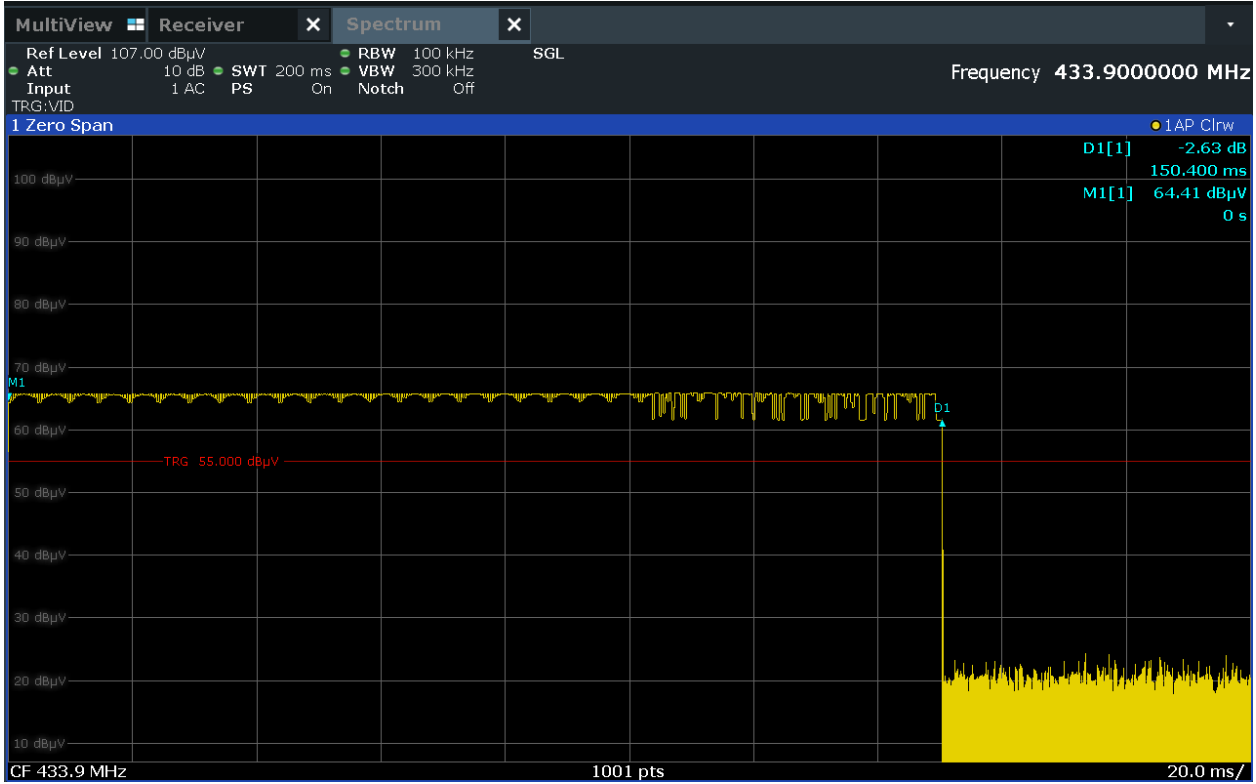 MultiView Receiver X Spectrum X
Ref Level 107.00 dBµV RBW 100 kHz SGL
Att 10 dB SWT 200 ms VBW 300 kHz Frequency 433.9000000 MHz
Input 1 AC PS On Notch Off
TRG:VID
1 Zero Span 1AP Clrw
D1[1] -2.63 dB
150.400 ms
M1[1] 64.41 dBµV
0 s
100 dBµV
90 dBµV
80 dBµV
70 dBµV
M1
D1
60 dBµV
TRG 55.000 dBµV
50 dBµV
40 dBµV
30 dBµV
20 dBµV
10 dBµV
CF 433.9 MHz 1001 pts 20.0 ms/